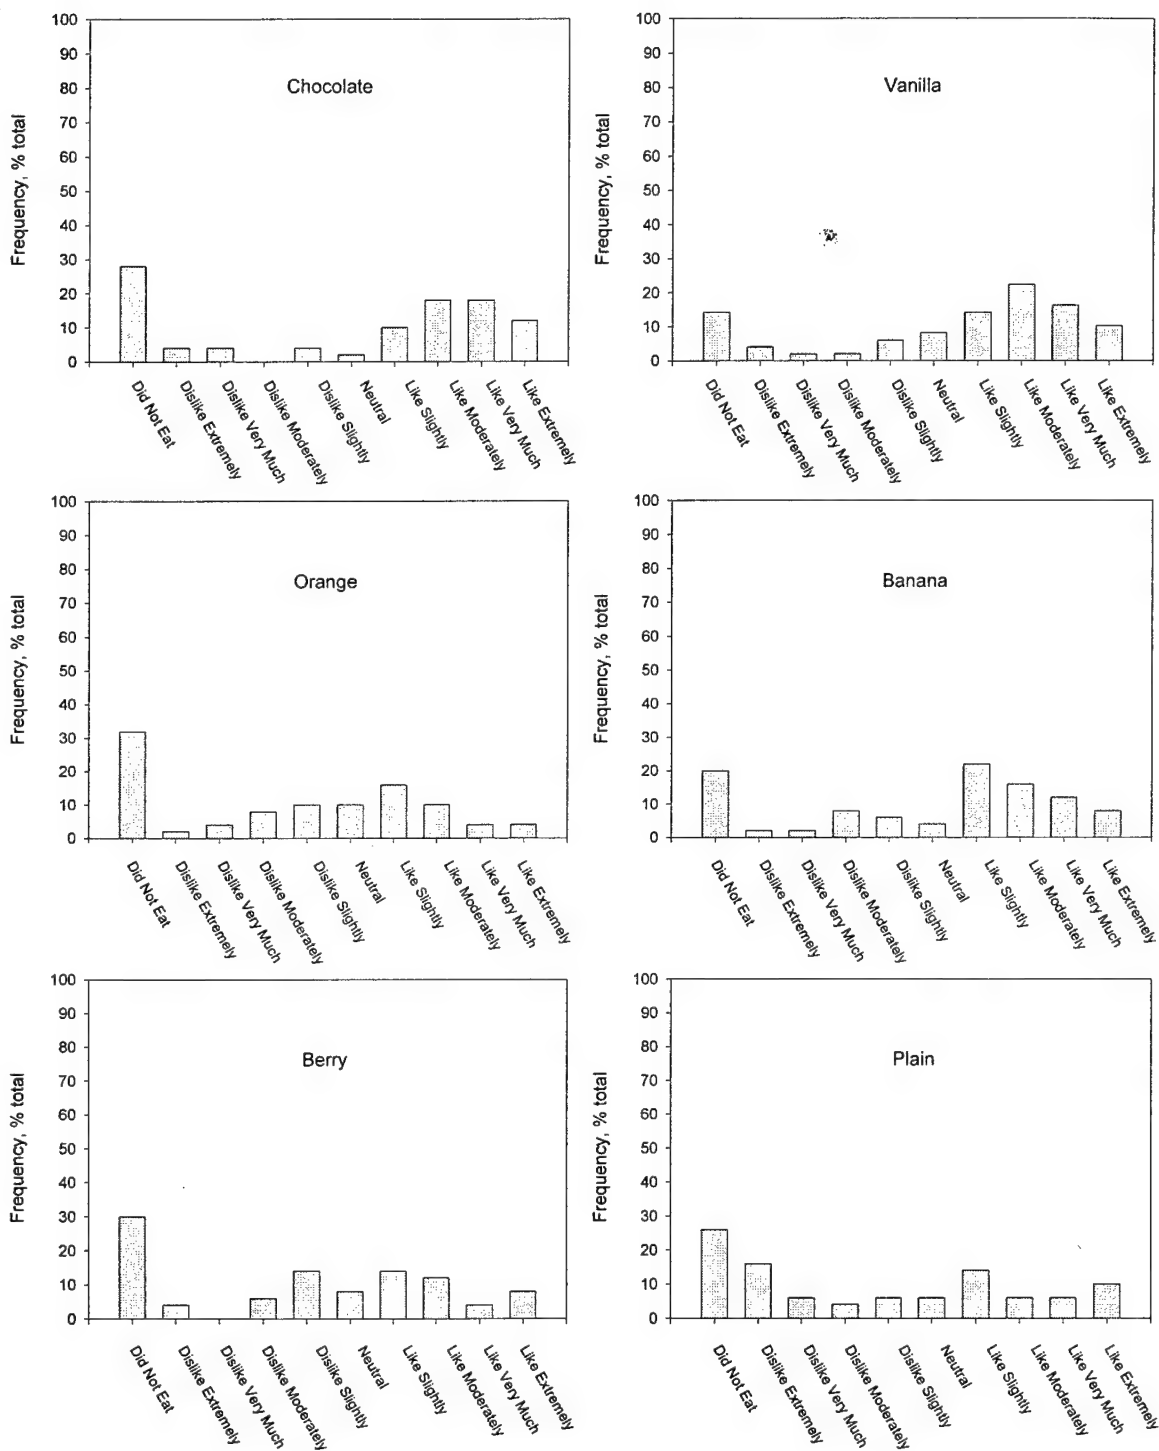 Chocolate
Frequency, % total
100
90
80
70
60
50
40
30
20
10
0
Did Not Eat
Dislike Extremely
Dislike Very Much
Dislike Moderately
Dislike Slightly
Neutral
Like Slightly
Like Moderately
Like Very Much
Like Extremely
Vanilla
Frequency, % total
100
90
80
70
60
50
40
30
20
10
0
Did Not Eat
Dislike Extremely
Dislike Very Much
Dislike Moderately
Dislike Slightly
Neutral
Like Slightly
Like Moderately
Like Very Much
Like Extremely
Orange
Frequency, % total
100
90
80
70
60
50
40
30
20
10
0
Did Not Eat
Dislike Extremely
Dislike Very Much
Dislike Moderately
Dislike Slightly
Neutral
Like Slightly
Like Moderately
Like Very Much
Like Extremely
Banana
Frequency, % total
100
90
80
70
60
50
40
30
20
10
0
Did Not Eat
Dislike Extremely
Dislike Very Much
Dislike Moderately
Dislike Slightly
Neutral
Like Slightly
Like Moderately
Like Very Much
Like Extremely
Berry
Frequency, % total
100
90
80
70
60
50
40
30
20
10
0
Did Not Eat
Dislike Extremely
Dislike Very Much
Dislike Moderately
Dislike Slightly
Neutral
Like Slightly
Like Moderately
Like Very Much
Like Extremely
Plain
Frequency, % total
100
90
80
70
60
50
40
30
20
10
0
Did Not Eat
Dislike Extremely
Dislike Very Much
Dislike Moderately
Dislike Slightly
Neutral
Like Slightly
Like Moderately
Like Very Much
Like Extremely